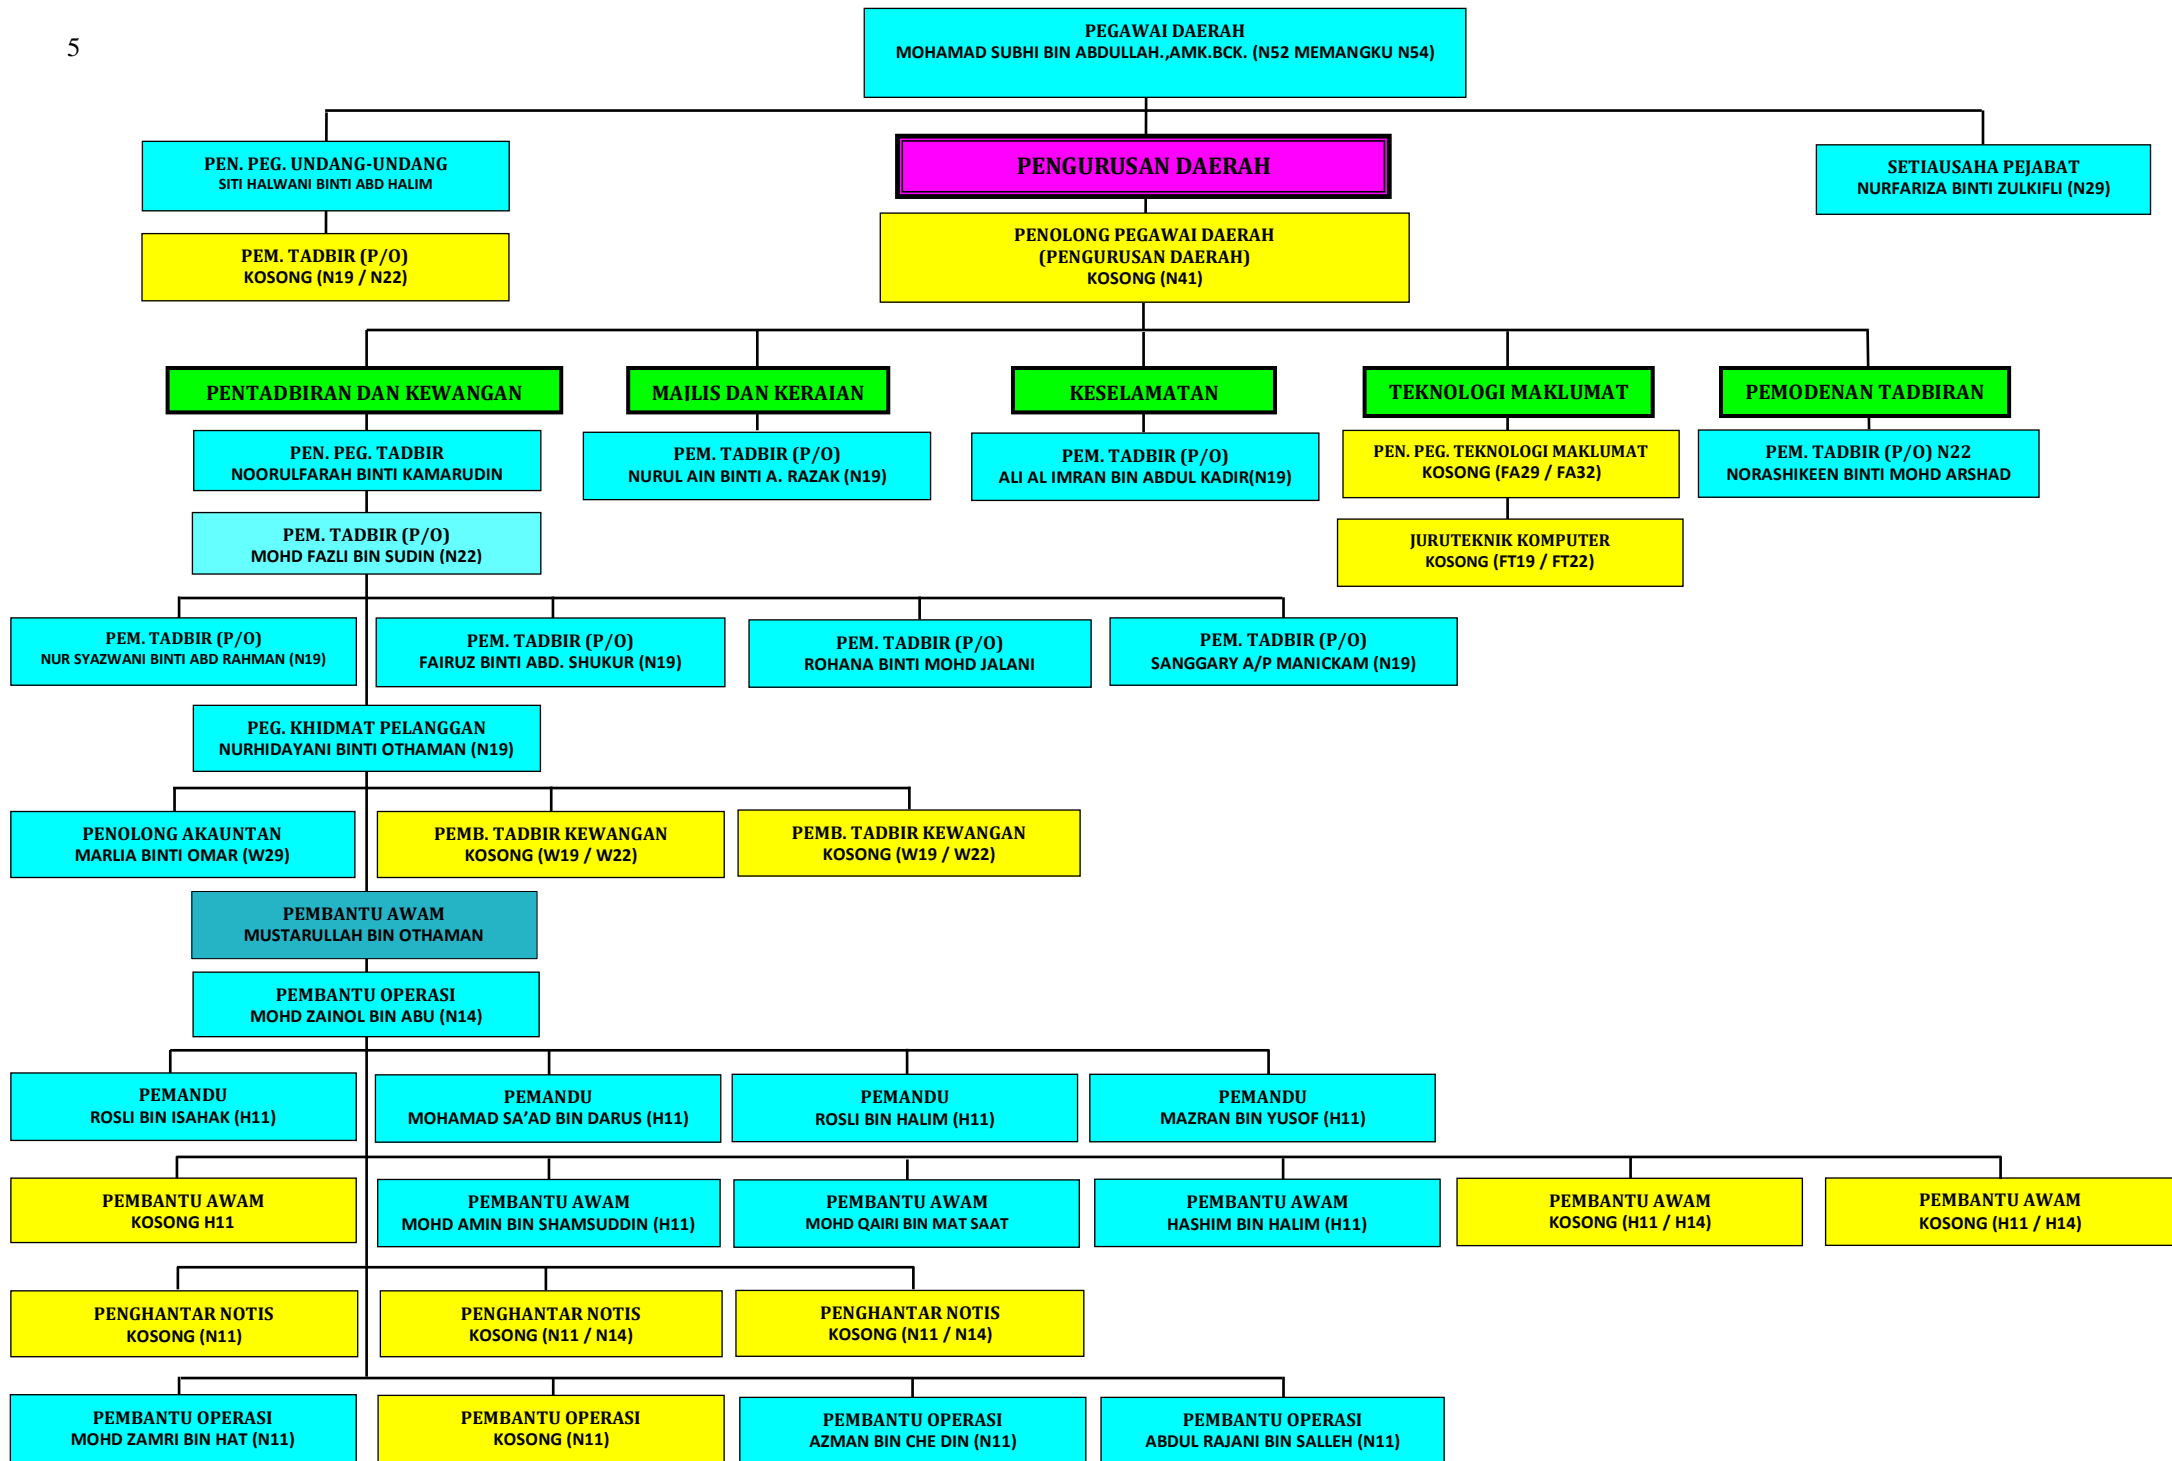 5
PEGAWAI DAERAH
MOHAMAD SUBHI BIN ABDULLAH.,AMK.BCK. (N52 MEMANGKU N54)
PEN. PEG. UNDANG-UNDANG
SITI HALWANI BINTI ABD HALIM
PENGURUSAN DAERAH
SETIAUSAHA PEJABAT
NURFARIZA BINTI ZULKIFLI (N29)
PEM. TADBIR (P/O)
KOSONG (N19 / N22)
PENOLONG PEGAWAI DAERAH
(PENGURUSAN DAERAH)
KOSONG (N41)
PENTADBIRAN DAN KEWANGAN
MAJLIS DAN KERAIAN
KESELAMATAN
TEKNOLOGI MAKLUMAT
PEMODENAN TADBIRAN
PEN. PEG. TADBIR
NOORULFARAH BINTI KAMARUDIN
PEM. TADBIR (P/O)
NURUL AIN BINTI A. RAZAK (N19)
PEM. TADBIR (P/O)
ALI AL IMRAN BIN ABDUL KADIR(N19)
PEN. PEG. TEKNOLOGI MAKLUMAT
KOSONG (FA29 / FA32)
PEM. TADBIR (P/O) N22
NORASHIKEEN BINTI MOHD ARSHAD
PEM. TADBIR (P/O)
MOHD FAZLI BIN SUDIN (N22)
JURUTEKNIK KOMPUTER
KOSONG (FT19 / FT22)
PEM. TADBIR (P/O)
NUR SYAZWANI BINTI ABD RAHMAN (N19)
PEM. TADBIR (P/O)
FAIRUZ BINTI ABD. SHUKUR (N19)
PEM. TADBIR (P/O)
ROHANA BINTI MOHD JALANI
PEM. TADBIR (P/O)
SANGGARY A/P MANICKAM (N19)
PEG. KHIDMAT PELANGGAN
NURHIDAYANI BINTI OTHAMAN (N19)
PENOLONG AKAUNTAN
MARLIA BINTI OMAR (W29)
PEMB. TADBIR KEWANGAN
KOSONG (W19 / W22)
PEMB. TADBIR KEWANGAN
KOSONG (W19 / W22)
PEMBANTU AWAM
MUSTARULLAH BIN OTHAMAN
PEMBANTU OPERASI
MOHD ZAINOL BIN ABU (N14)
PEMANDU
ROSLI BIN ISAHAK (H11)
PEMANDU
MOHAMAD SA’AD BIN DARUS (H11)
PEMANDU
ROSLI BIN HALIM (H11)
PEMANDU
MAZRAN BIN YUSOF (H11)
PEMBANTU AWAM
KOSONG H11
PEMBANTU AWAM
MOHD AMIN BIN SHAMSUDDIN (H11)
PEMBANTU AWAM
MOHD QAIRI BIN MAT SAAT
PEMBANTU AWAM
HASHIM BIN HALIM (H11)
PEMBANTU AWAM
KOSONG (H11 / H14)
PEMBANTU AWAM
KOSONG (H11 / H14)
PENGHANTAR NOTIS
KOSONG (N11)
PENGHANTAR NOTIS
KOSONG (N11 / N14)
PENGHANTAR NOTIS
KOSONG (N11 / N14)
PEMBANTU OPERASI
MOHD ZAMRI BIN HAT (N11)
PEMBANTU OPERASI
KOSONG (N11)
PEMBANTU OPERASI
AZMAN BIN CHE DIN (N11)
PEMBANTU OPERASI
ABDUL RAJANI BIN SALLEH (N11)